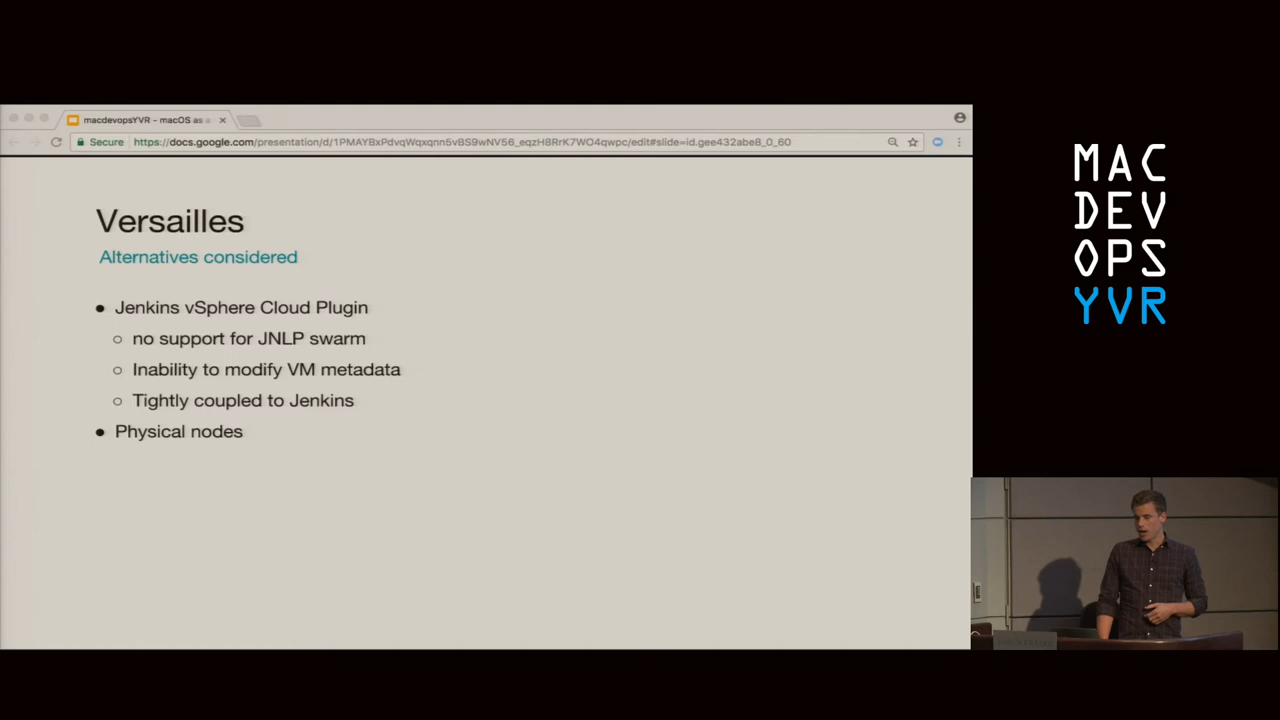 macdevopsYVR - macOS as a
Secure https://docs.google.com/presentation/d/1PMAYBxPdvqWqxqnn5vBS9wNV56_eqzH8RrK7WO4qwpc/edit#slide=id.gee432abe8_0_60
Versailles
Alternatives considered
Jenkins vSphere Cloud Plugin
no support for JNLP swarm
Inability to modify VM metadata
Tightly coupled to Jenkins
Physical nodes
MAC
DEV
OPS
YVR